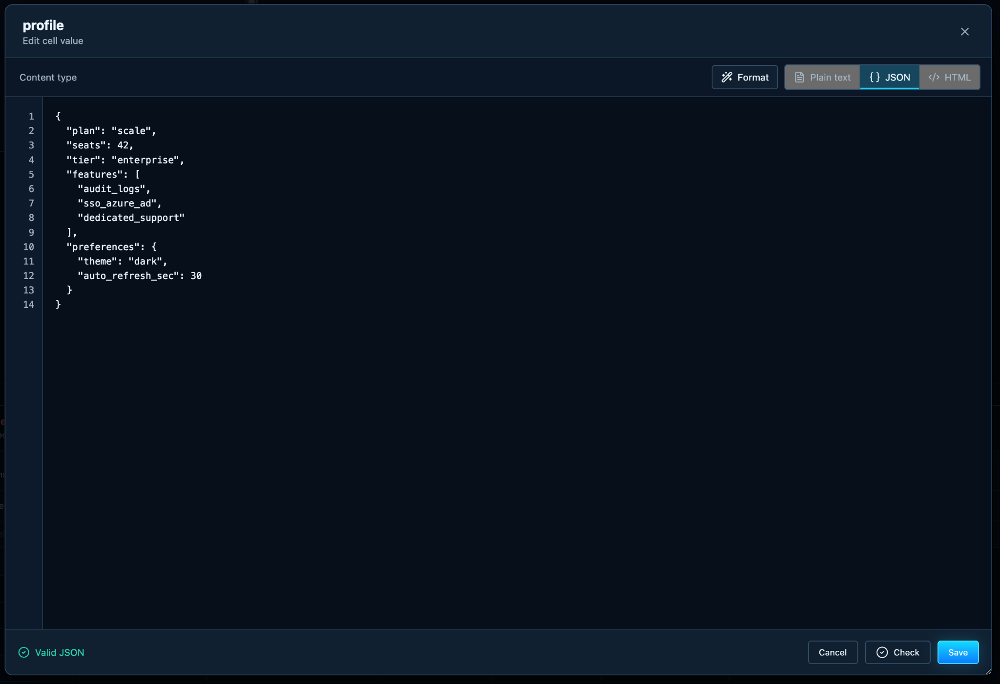 profile
Edit cell value
Content type
Format
Plain text
{ } JSON
</> HTML
1 {
2   "plan": "scale",
3   "seats": 42,
4   "tier": "enterprise",
5   "features": [
6     "audit_logs",
7     "sso_azure_ad",
8     "dedicated_support"
9   ],
10   "preferences": {
11     "theme": "dark",
12     "auto_refresh_sec": 30
13   }
14 }
Valid JSON
Cancel
Check
Save